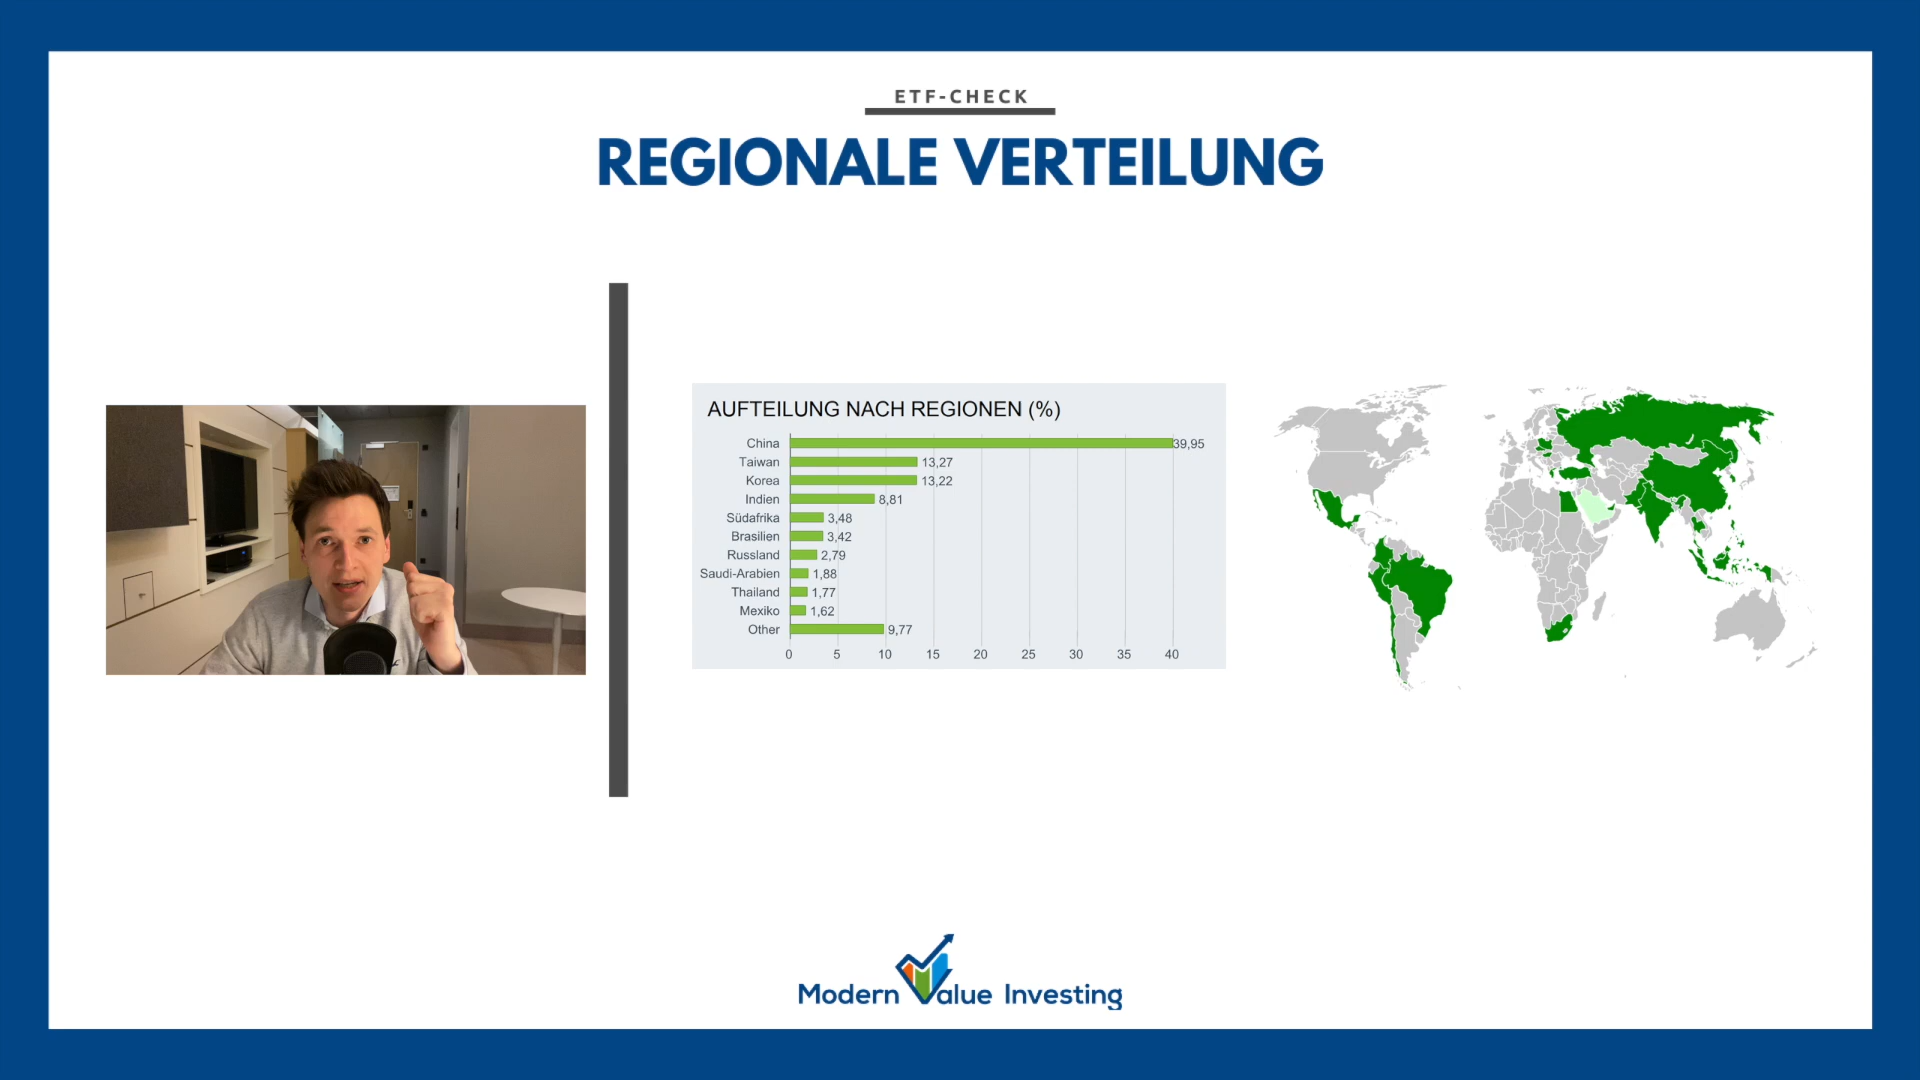 ETF-CHECK
REGIONALE VERTEILUNG
AUFTEILUNG NACH REGIONEN (%)
China 39,95
Taiwan 13,27
Korea 13,22
Indien 8,81
Südafrika 3,48
Brasilien 3,42
Russland 2,79
Saudi-Arabien 1,88
Thailand 1,77
Mexiko 1,62
Other 9,77
0 5 10 15 20 25 30 35 40
Modern Value Investing